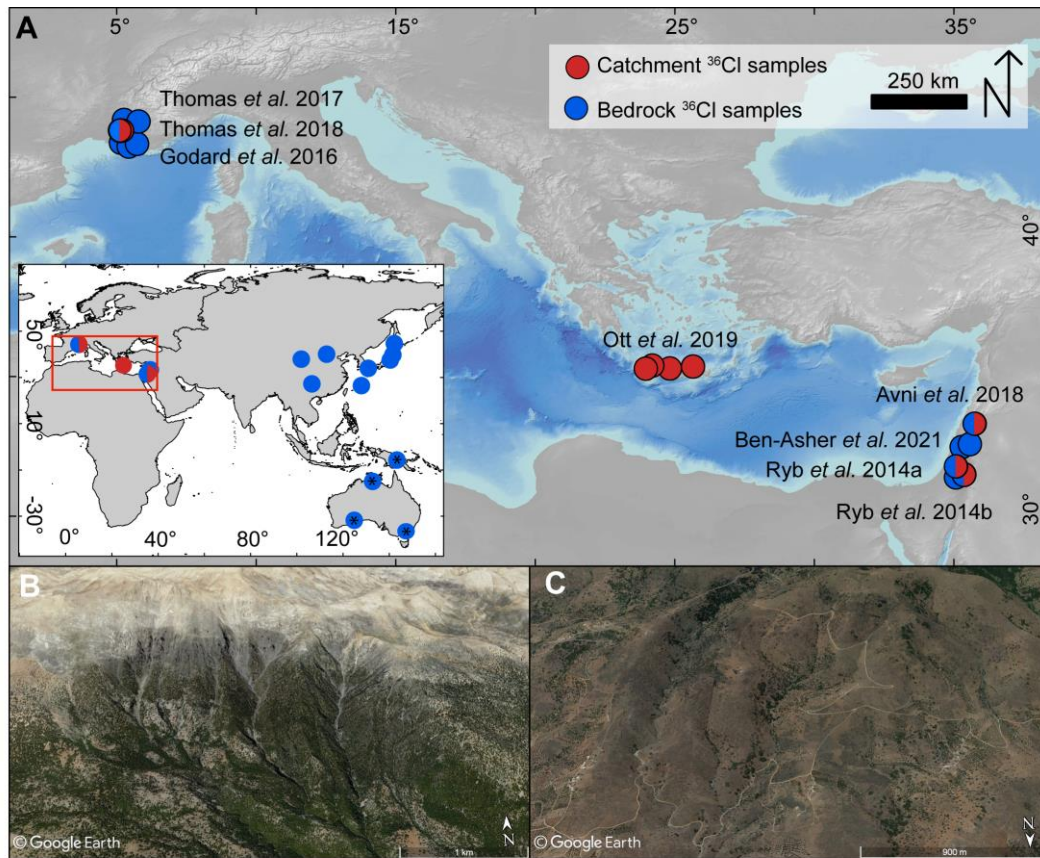 A
5°
15°
25°
35°
Catchment ³⁶Cl samples
Bedrock ³⁶Cl samples
250 km
N
Thomas et al. 2017
Thomas et al. 2018
Godard et al. 2016
40°
Ott et al. 2019
Avni et al. 2018
Ben-Asher et al. 2021
Ryb et al. 2014a
Ryb et al. 2014b
30°
50°
10°
-30°
0°
40°
120°
B
© Google Earth
N
1 km
C
© Google Earth
N
900 m